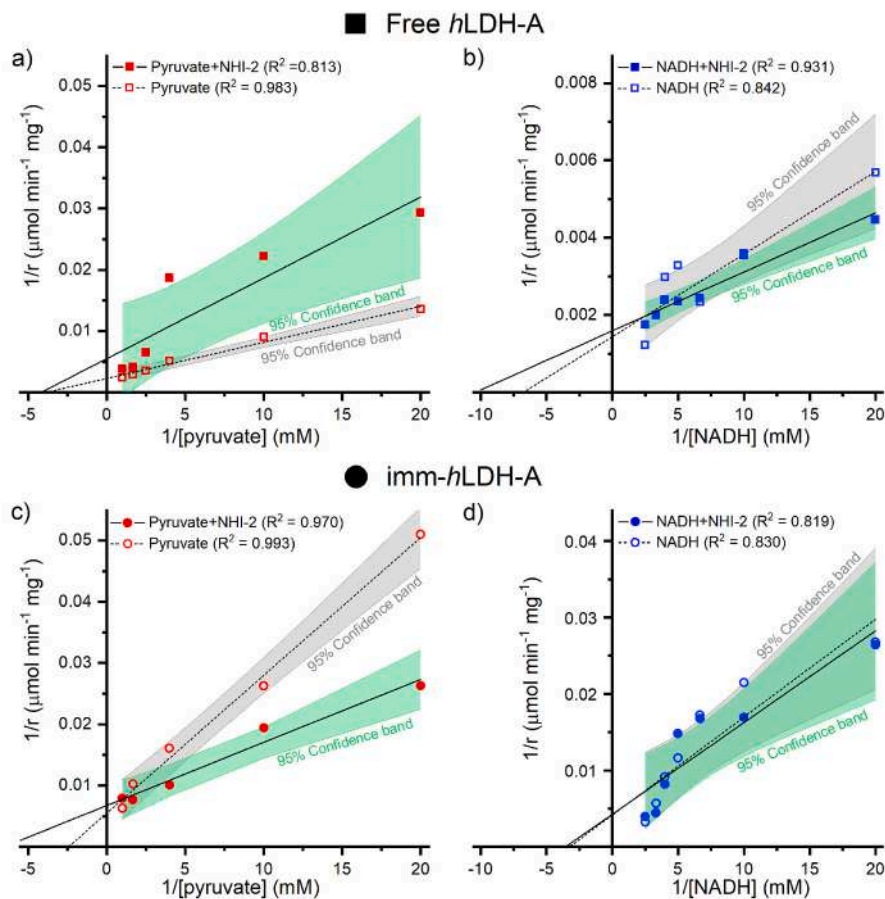 ■ Free hLDH-A
a)
Pyruvate+NHI-2 (R² =0.813)
Pyruvate (R² = 0.983)
0.05
0.04
0.03
0.02
0.01
1/r (μmol min⁻¹ mg⁻¹)
95% Confidence band
95% Confidence band
-5 0 5 10 15 20
1/[pyruvate] (mM)
b)
NADH+NHI-2 (R² = 0.931)
NADH (R² = 0.842)
0.008
0.006
0.004
0.002
1/r (μmol min⁻¹ mg⁻¹)
95% Confidence band
95% Confidence band
-10 -5 0 5 10 15 20
1/[NADH] (mM)
● imm-hLDH-A
c)
Pyruvate+NHI-2 (R² = 0.970)
Pyruvate (R² = 0.993)
0.05
0.04
0.03
0.02
0.01
1/r (μmol min⁻¹ mg⁻¹)
95% Confidence band
95% Confidence band
-5 0 5 10 15 20
1/[pyruvate] (mM)
d)
NADH+NHI-2 (R² = 0.819)
NADH (R² = 0.830)
0.04
0.03
0.02
0.01
1/r (μmol min⁻¹ mg⁻¹)
95% Confidence band
95% Confidence band
-10 -5 0 5 10 15 20
1/[NADH] (mM)